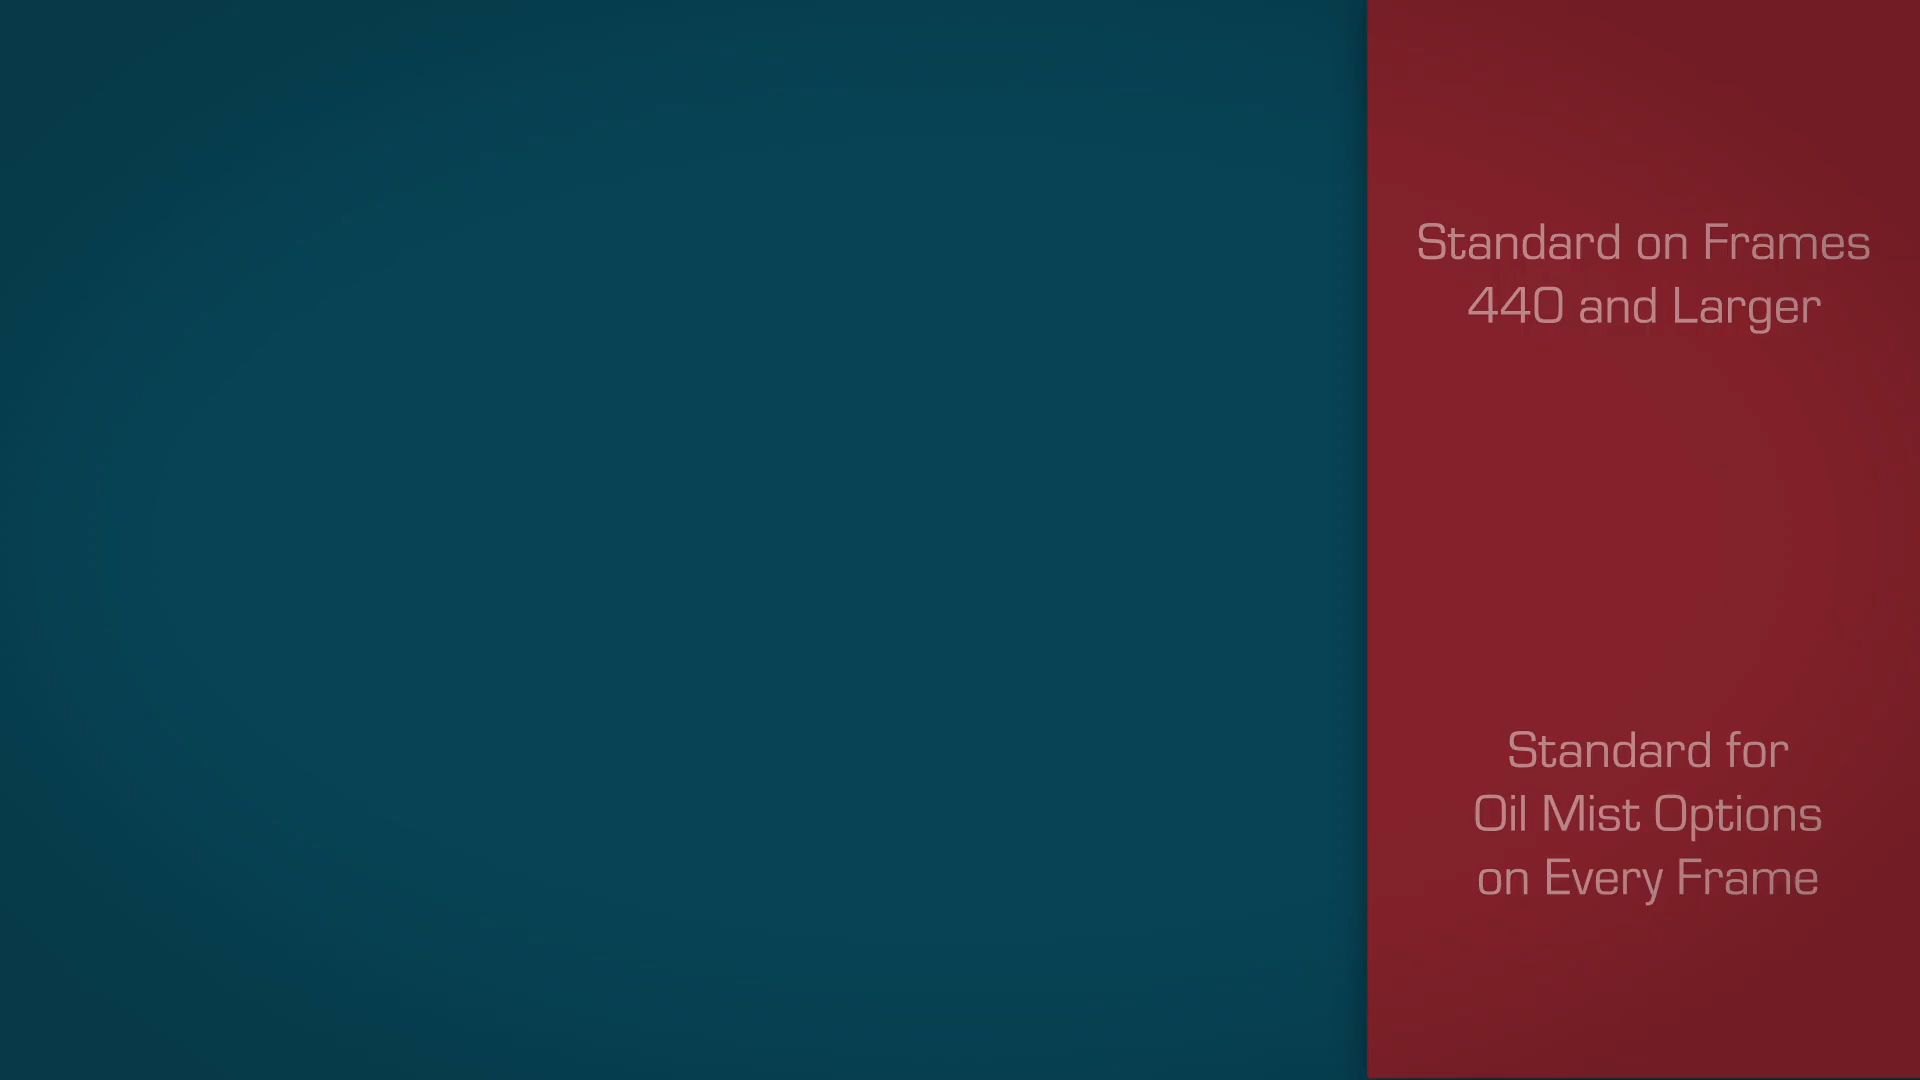 Standard on Frames
440 and Larger
Standard for
Oil Mist Options
on Every Frame